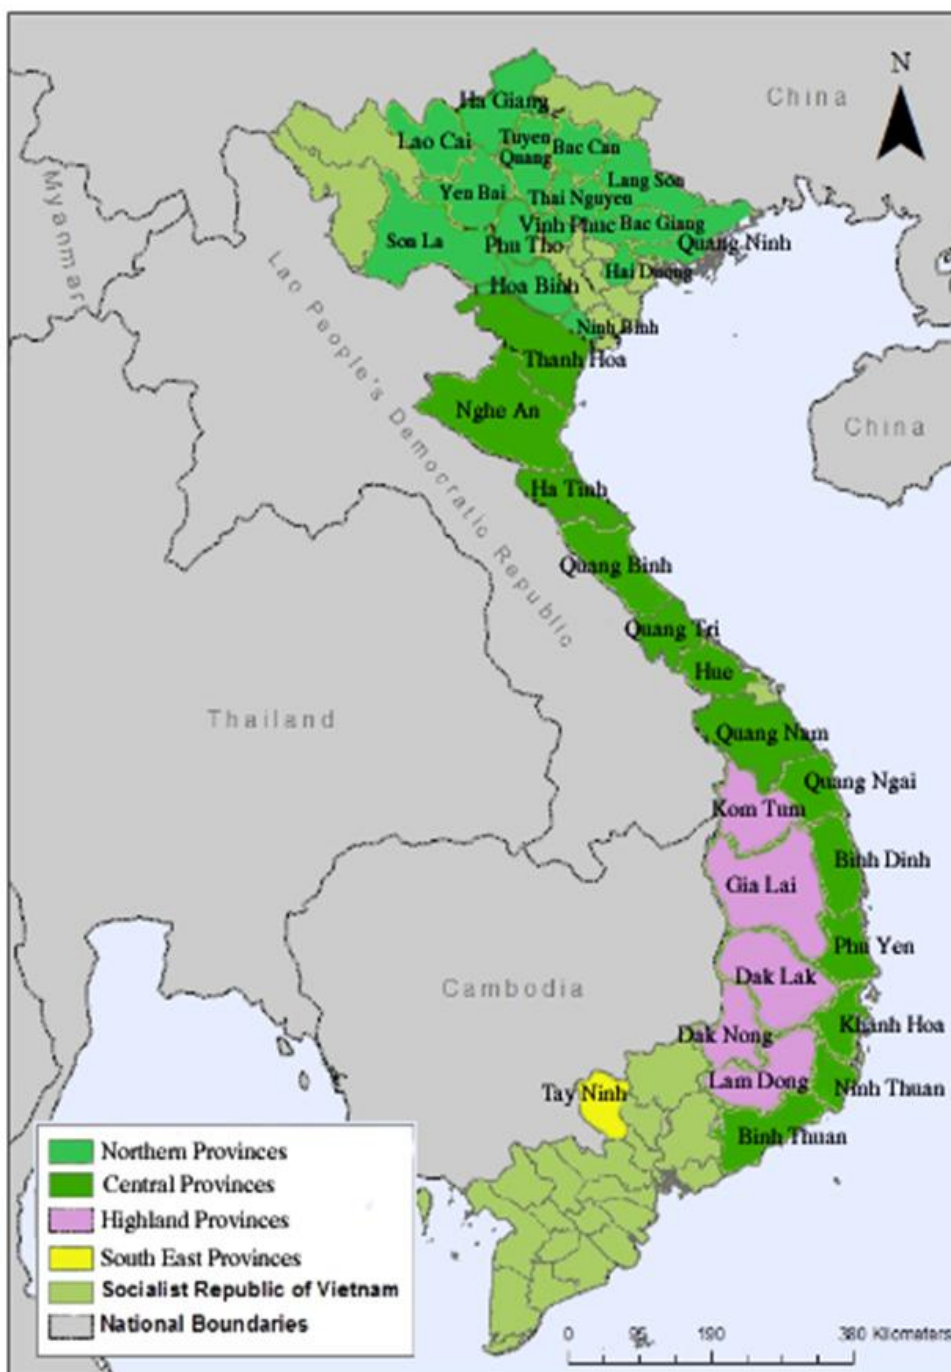 N
China
Ha Giang
Lao Cai
Tuyen
Quang
Bac Can
Myanmar
Yen Bai
Thai Nguyen
Lang Son
Vinh Phuc
Bac Giang
Son La
Phu Tho
Quang Ninh
Hai Duong
Hoa Binh
Ninh Binh
Lao People's Democratic Republic
Thanh Hoa
Nghe An
China
Ha Tinh
Quang Binh
Quang Tri
Hue
Thailand
Quang Nam
Quang Ngai
Kom Tum
Binh Dinh
Gia Lai
Phu Yen
Dak Lak
Cambodia
Khanh Hoa
Dak Nong
Lam Dong
Ninh Thuan
Tay Ninh
Binh Thuan
Northern Provinces
Central Provinces
Highland Provinces
South East Provinces
Socialist Republic of Vietnam
National Boundaries
0 95 190 380 Kilometers